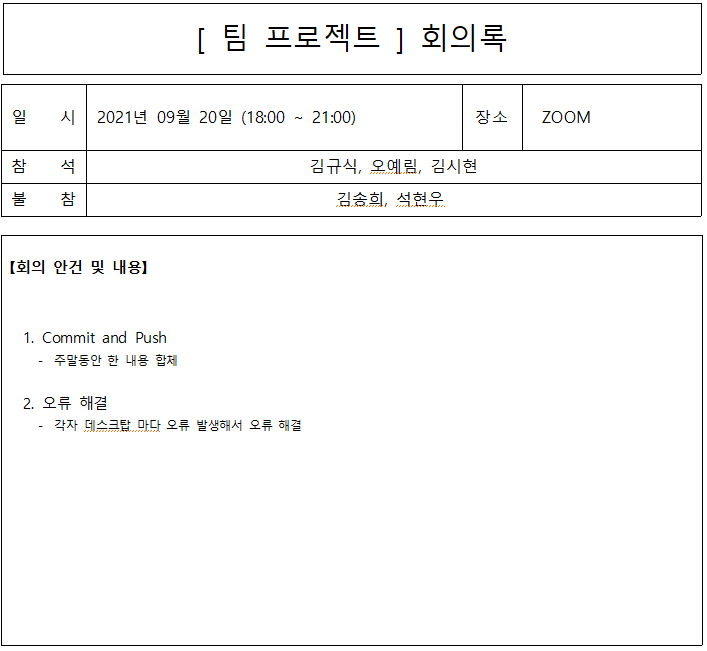 [ 팀 프로젝트 ] 회의록
일 시 2021년 09월 20일 (18:00 ~ 21:00) 장소 ZOOM
참 석 김규식, 오예림, 김시현
불 참 김송희, 석현우
【회의 안건 및 내용】
1. Commit and Push
- 주말동안 한 내용 합체
2. 오류 해결
- 각자 데스크탑 마다 오류 발생해서 오류 해결